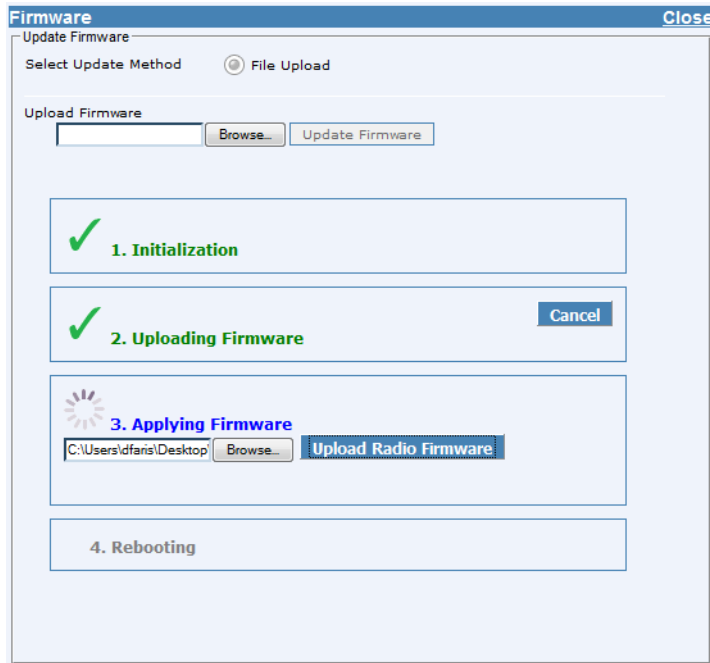 Firmware Close
Update Firmware
Select Update Method File Upload
Upload Firmware
Browse... Update Firmware
1. Initialization
Cancel
2. Uploading Firmware
3. Applying Firmware
C:\Users\dfaris\Desktop\ Browse... Upload Radio Firmware
4. Rebooting